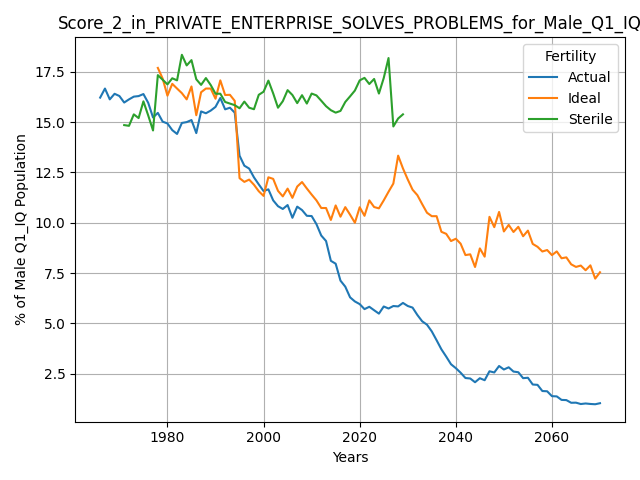 Score_2_in_PRIVATE_ENTERPRISE_SOLVES_PROBLEMS_for_Male_Q1_IQ
Fertility
Actual
Ideal
Sterile
% of Male Q1_IQ Population
17.5
15.0
12.5
10.0
7.5
5.0
2.5
1980 2000 2020 2040 2060
Years